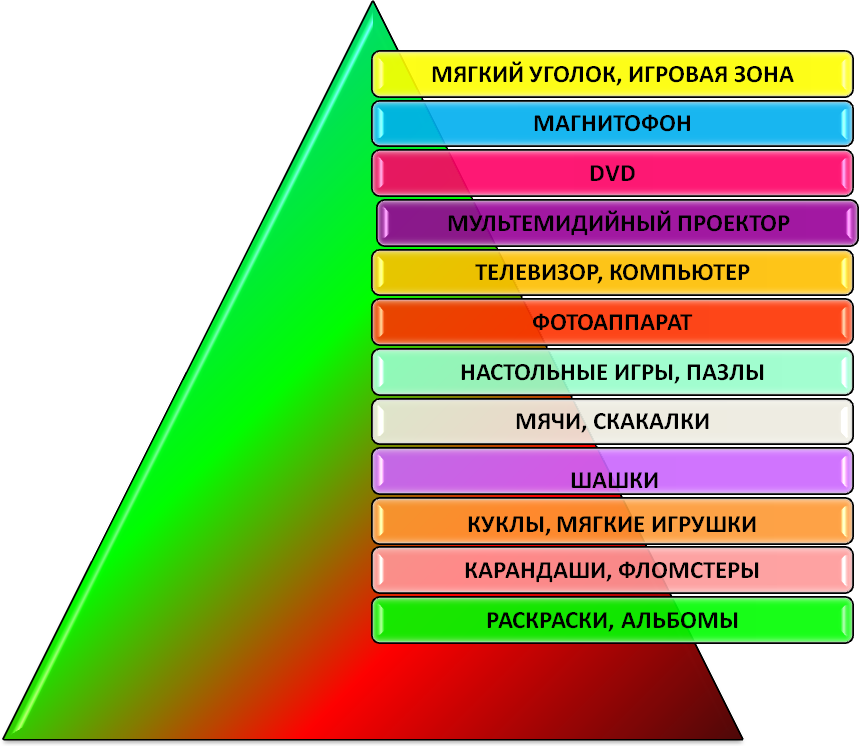 МЯГКИЙ УГОЛОК, ИГРОВАЯ ЗОНА
МАГНИТОФОН
DVD
МУЛЬТЕМИДИЙНЫЙ ПРОЕКТОР
ТЕЛЕВИЗОР, КОМПЬЮТЕР
ФОТОАППАРАТ
НАСТОЛЬНЫЕ ИГРЫ, ПАЗЛЫ
МЯЧИ, СКАКАЛКИ
ШАШКИ
КУКЛЫ, МЯГКИЕ ИГРУШКИ
КАРАНДАШИ, ФЛОМСТЕРЫ
РАСКРАСКИ, АЛЬБОМЫ